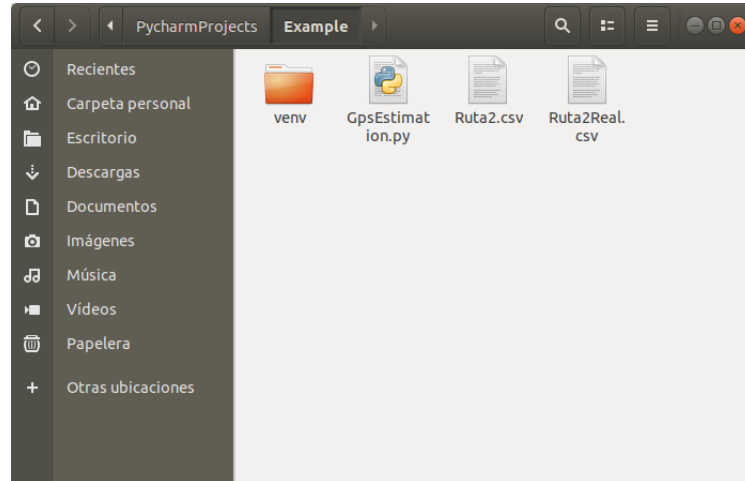 PycharmProjects Example
Recientes
Carpeta personal
Escritorio
Descargas
Documentos
Imágenes
Música
Vídeos
Papelera
Otras ubicaciones
venv
GpsEstimat
ion.py
Ruta2.csv
Ruta2Real.
csv